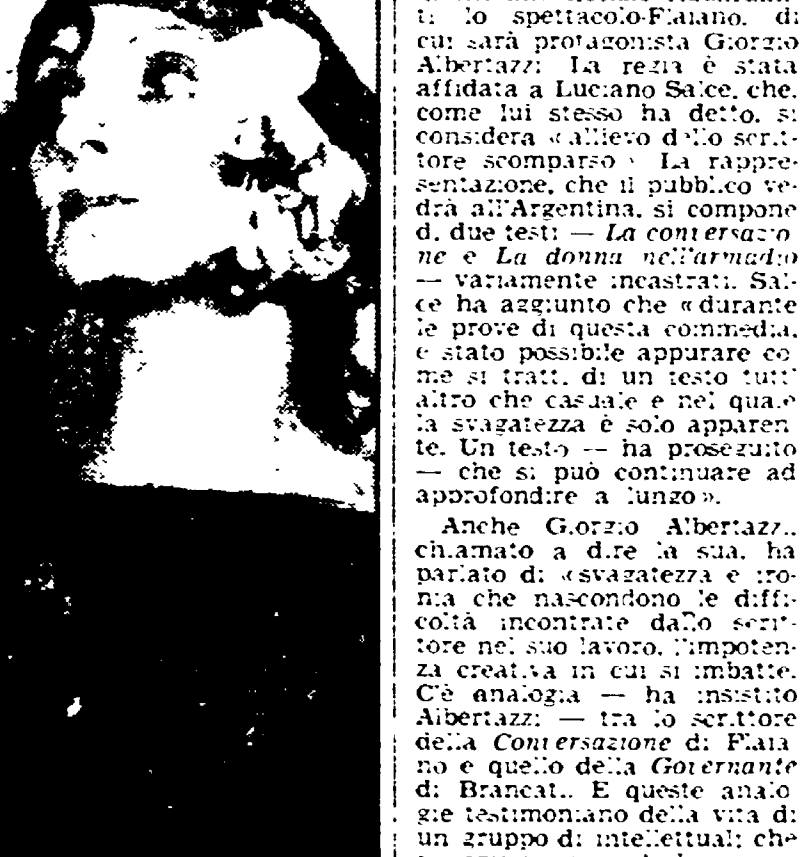 ti lo spettacolo-Flaiano, di
cui sarà protagonista Giorgio
Albertazzi La regia è stata
affidata a Luciano Salce, che,
come lui stesso ha detto, si
considera «allievo dello scrit-
tore scomparso» La rappre-
sentazione, che il pubblico ve-
drà all'Argentina, si compone
di due testi — La conversazio
ne e La donna nell'armadio
— variamente incastrati. Sal-
ce ha aggiunto che «durante
le prove di questa commedia,
è stato possibile appurare co
me si tratti di un testo tutt'
altro che casuale e nel quale
la svagatezza è solo apparen
te. Un testo — ha proseguito
— che si può continuare ad
approfondire a lungo».
Anche Giorgio Albertazzi,
chiamato a dire la sua, ha
parlato di «svagatezza e iro-
nia che nascondono le diffi-
coltà incontrate dallo scrit-
tore nel suo lavoro, l'impoten-
za creativa in cui si imbatte.
C'è analogia — ha insistito
Albertazzi — tra lo scrittore
della Conversazione di Flaia
no e quello della Governante
di Brancati. E queste analo
gie testimoniano della vita di
un gruppo di intellettuali che